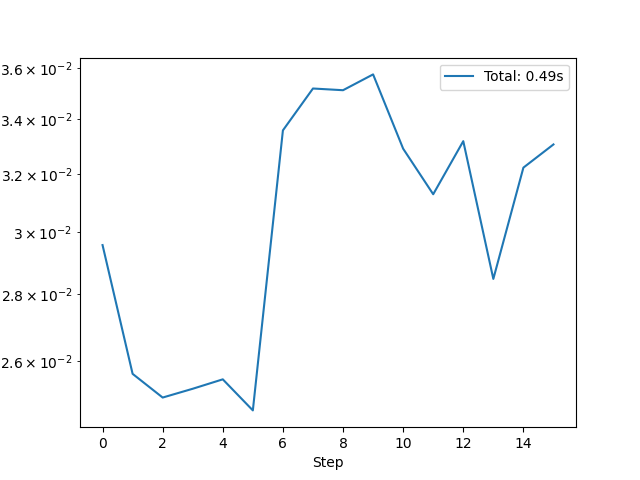 Total: 0.49s
3.6 × 10⁻²
3.4 × 10⁻²
3.2 × 10⁻²
3 × 10⁻²
2.8 × 10⁻²
2.6 × 10⁻²
0 2 4 6 8 10 12 14
Step